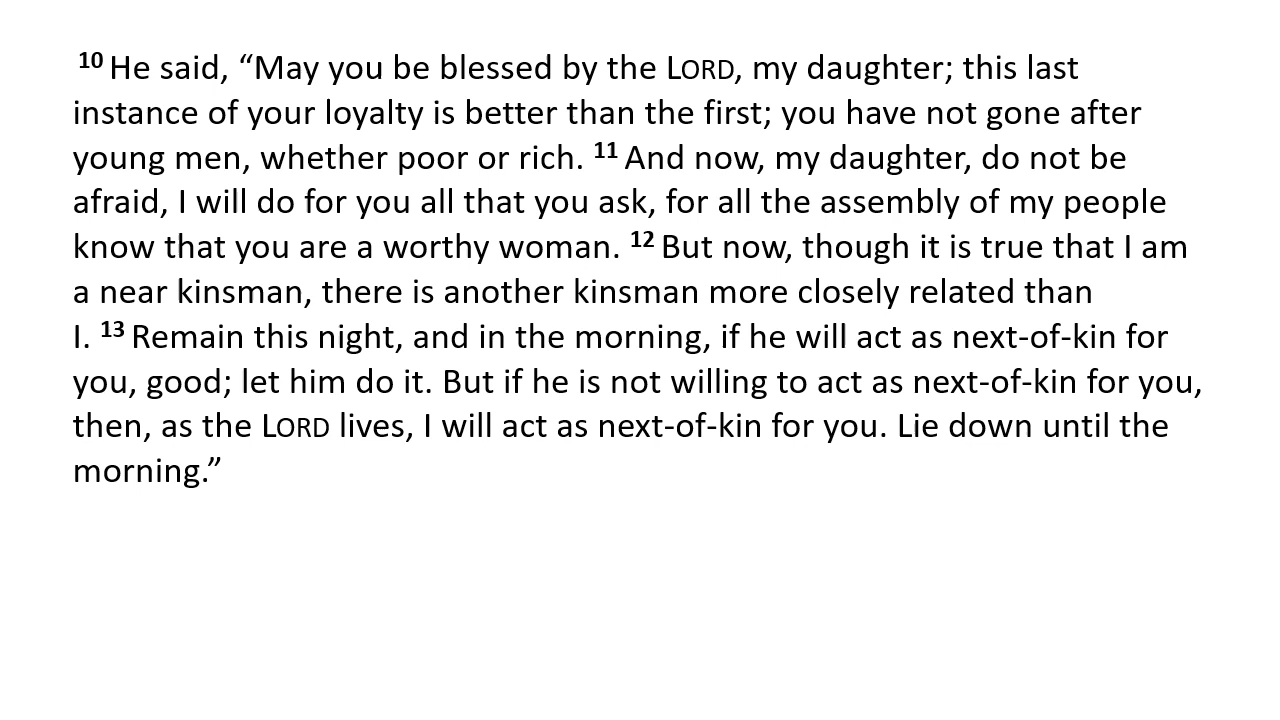 10 He said, “May you be blessed by the LORD, my daughter; this last
instance of your loyalty is better than the first; you have not gone after
young men, whether poor or rich. 11 And now, my daughter, do not be
afraid, I will do for you all that you ask, for all the assembly of my people
know that you are a worthy woman. 12 But now, though it is true that I am
a near kinsman, there is another kinsman more closely related than
I. 13 Remain this night, and in the morning, if he will act as next-of-kin for
you, good; let him do it. But if he is not willing to act as next-of-kin for you,
then, as the LORD lives, I will act as next-of-kin for you. Lie down until the
morning.”